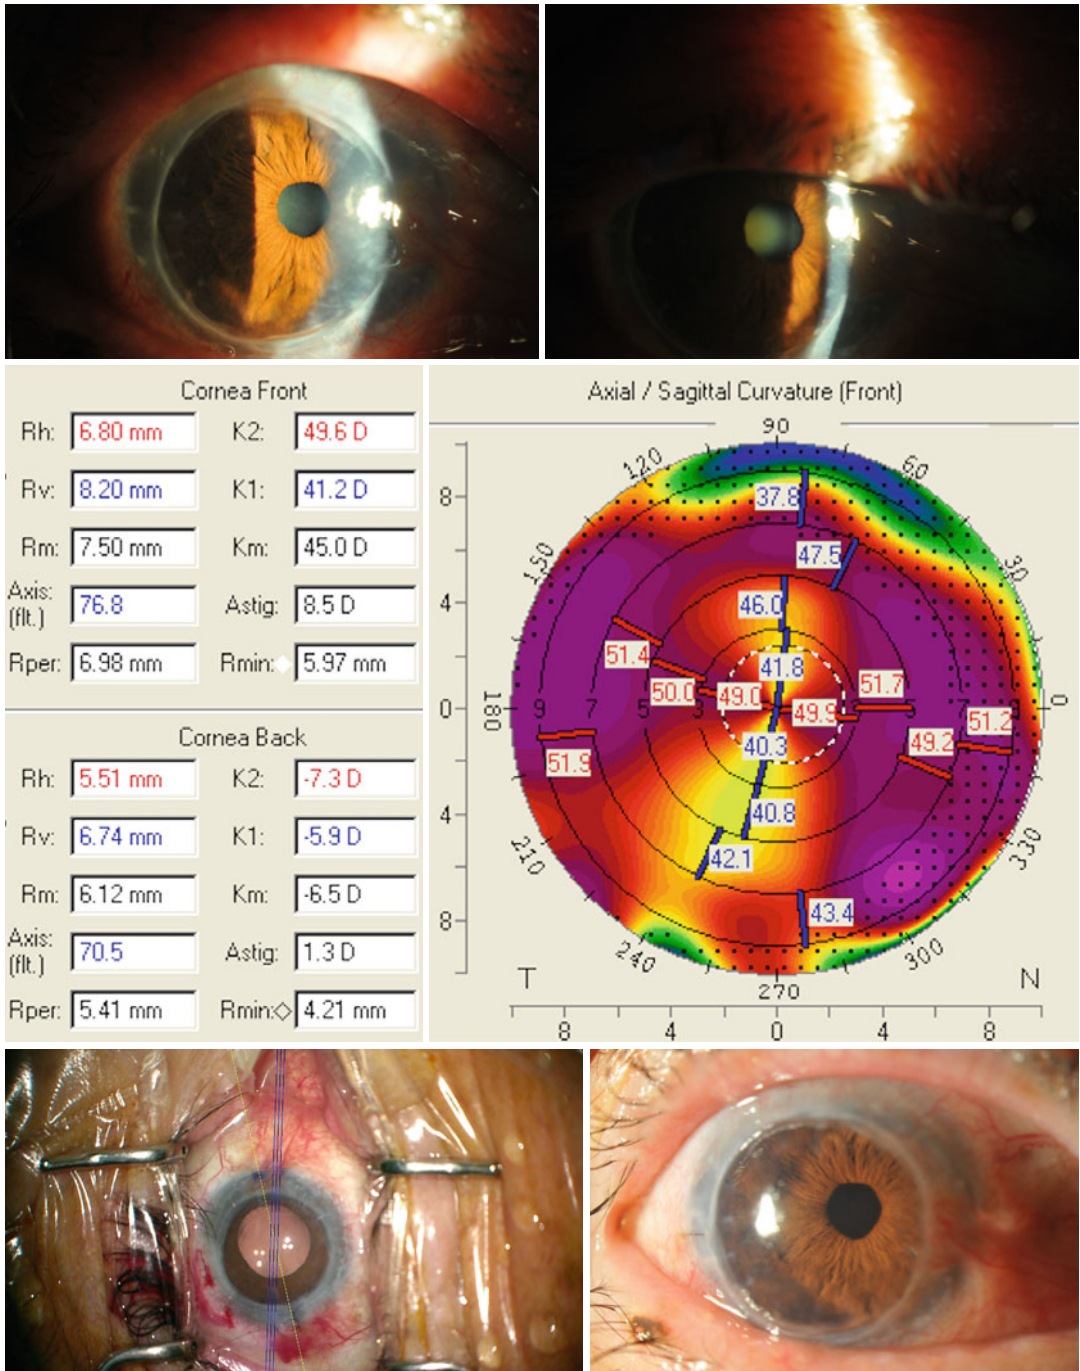 Cornea Front
Rh: 6.80 mm K2: 49.6 D
Rv: 8.20 mm K1: 41.2 D
Rm: 7.50 mm Km: 45.0 D
Axis: (flt.) 76.8 Astig: 8.5 D
Rper: 6.98 mm Rmin: 5.97 mm
Cornea Back
Rh: 5.51 mm K2: -7.3 D
Rv: 6.74 mm K1: -5.9 D
Rm: 6.12 mm Km: -6.5 D
Axis: (flt.) 70.5 Astig: 1.3 D
Rper: 5.41 mm Rmin: 4.21 mm
Axial / Sagittal Curvature (Front)
90
120 60
8 37.8
150 47.5 30
4 46.0
51.4 41.8
50.0 49.0 51.7
0 180 9 7 5 3 49.9 7 51.2 0
51.9 40.3 49.2
4 40.8
210 42.1 330
8 43.4
240 300
T 270 N
8 4 0 4 8